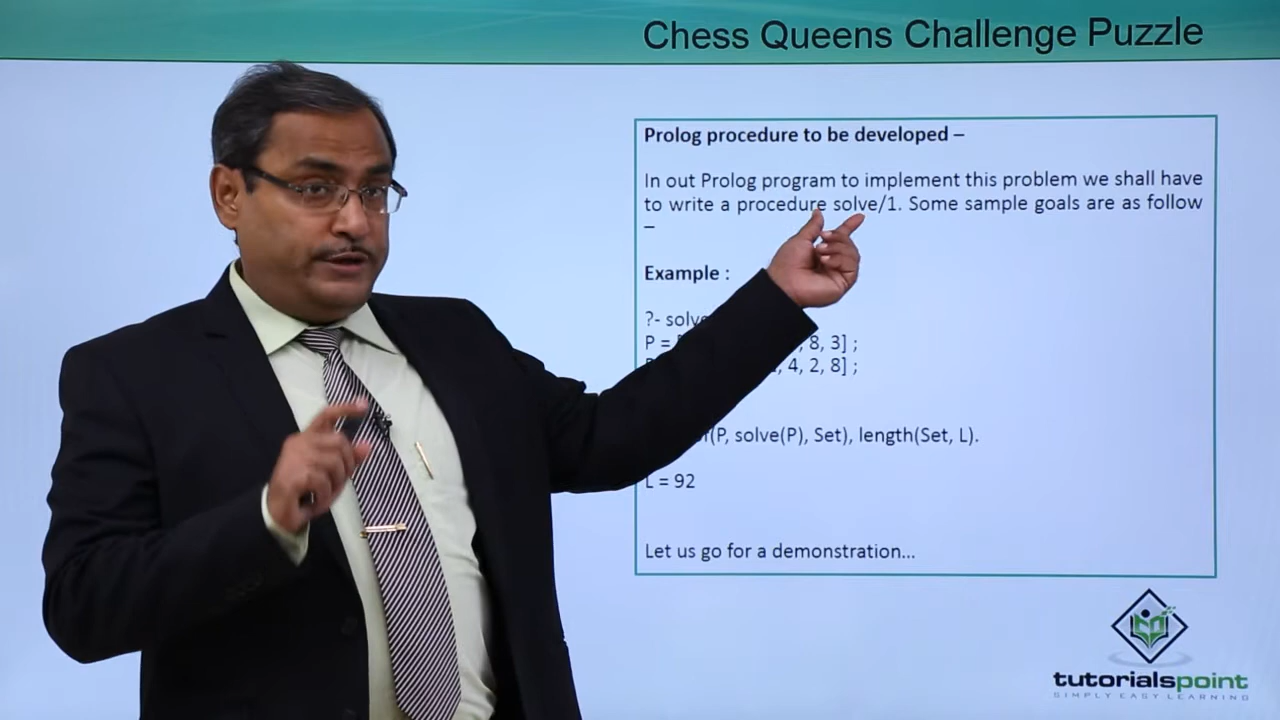 Chess Queens Challenge Puzzle
Prolog procedure to be developed –
In out Prolog program to implement this problem we shall have
to write a procedure solve/1. Some sample goals are as follow
–
Example :
?- solv
P = 8, 3] ;
, 4, 2, 8] ;
(P, solve(P), Set), length(Set, L).
L = 92
Let us go for a demonstration...
tutorialspoint
SIMPLY EASY LEARNING